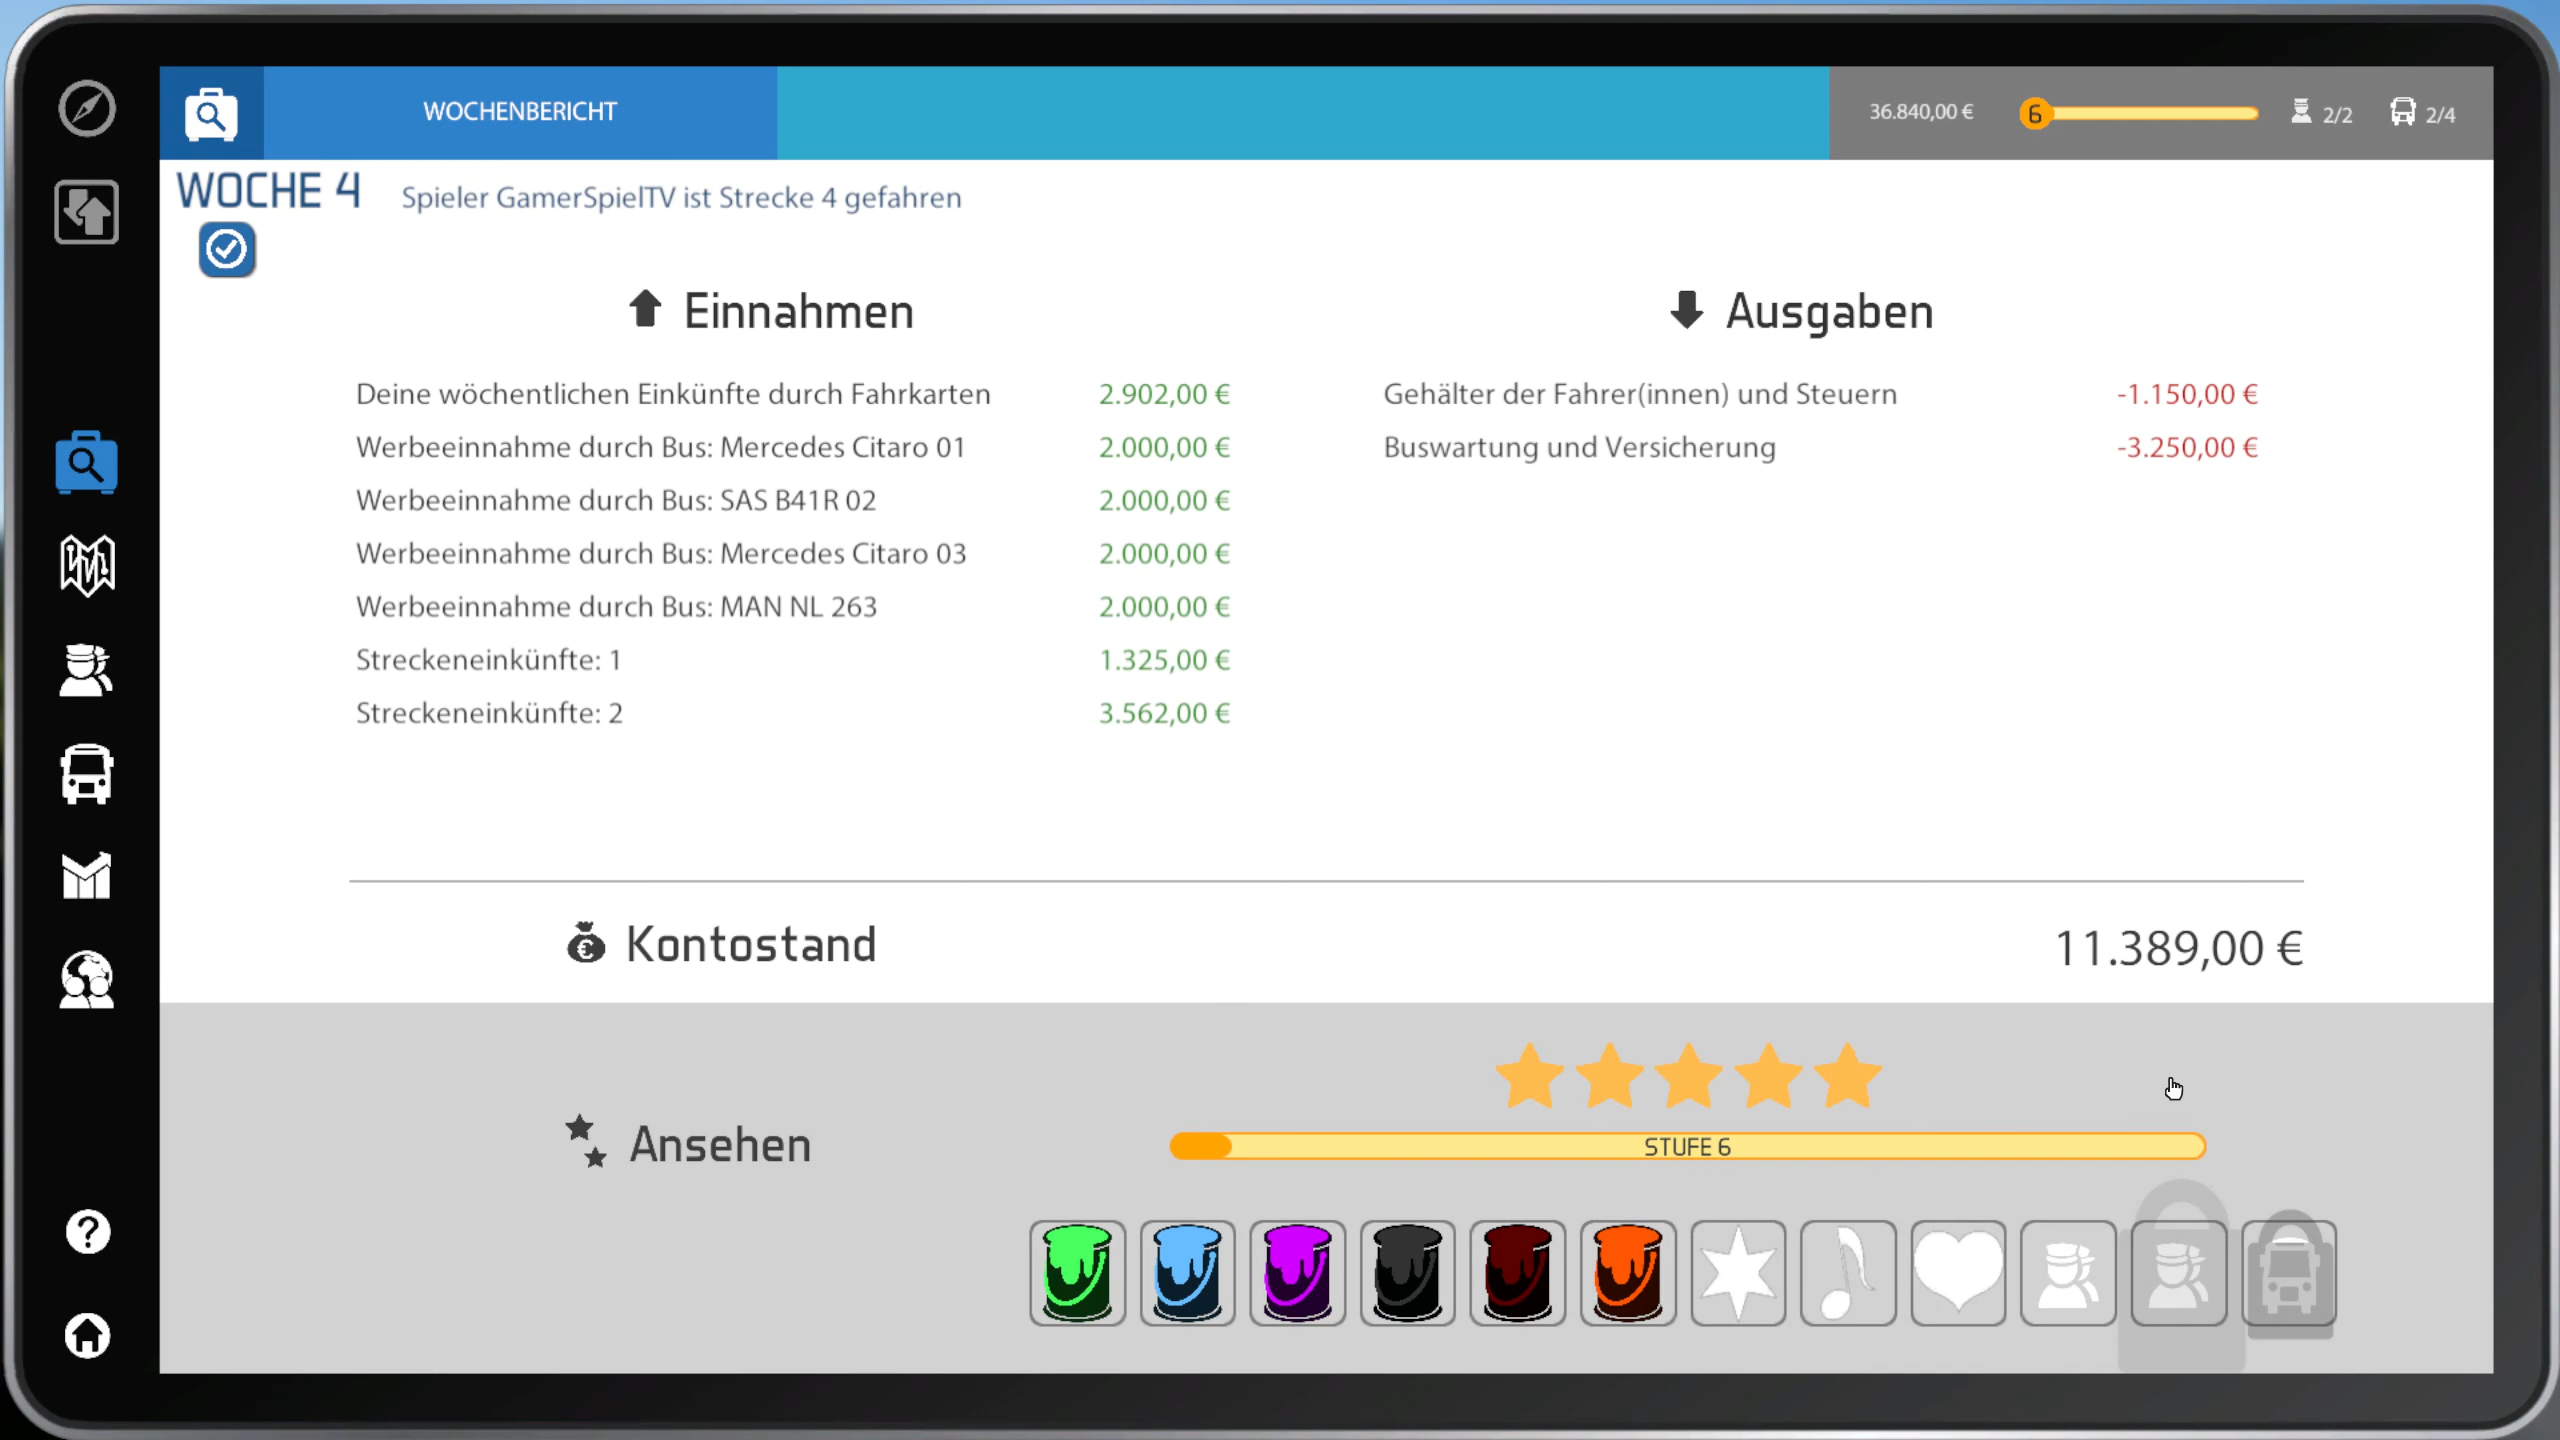 WOCHENBERICHT
36.840,00 €
6
2/2
2/4
WOCHE 4
Spieler GamerSpielTV ist Strecke 4 gefahren
Einnahmen
Deine wöchentlichen Einkünfte durch Fahrkarten 2.902,00 €
Werbeeinnahme durch Bus: Mercedes Citaro 01 2.000,00 €
Werbeeinnahme durch Bus: SAS B41R 02 2.000,00 €
Werbeeinnahme durch Bus: Mercedes Citaro 03 2.000,00 €
Werbeeinnahme durch Bus: MAN NL 263 2.000,00 €
Streckeneinkünfte: 1 1.325,00 €
Streckeneinkünfte: 2 3.562,00 €
Ausgaben
Gehälter der Fahrer(innen) und Steuern -1.150,00 €
Buswartung und Versicherung -3.250,00 €
Kontostand 11.389,00 €
Ansehen
STUFE 6